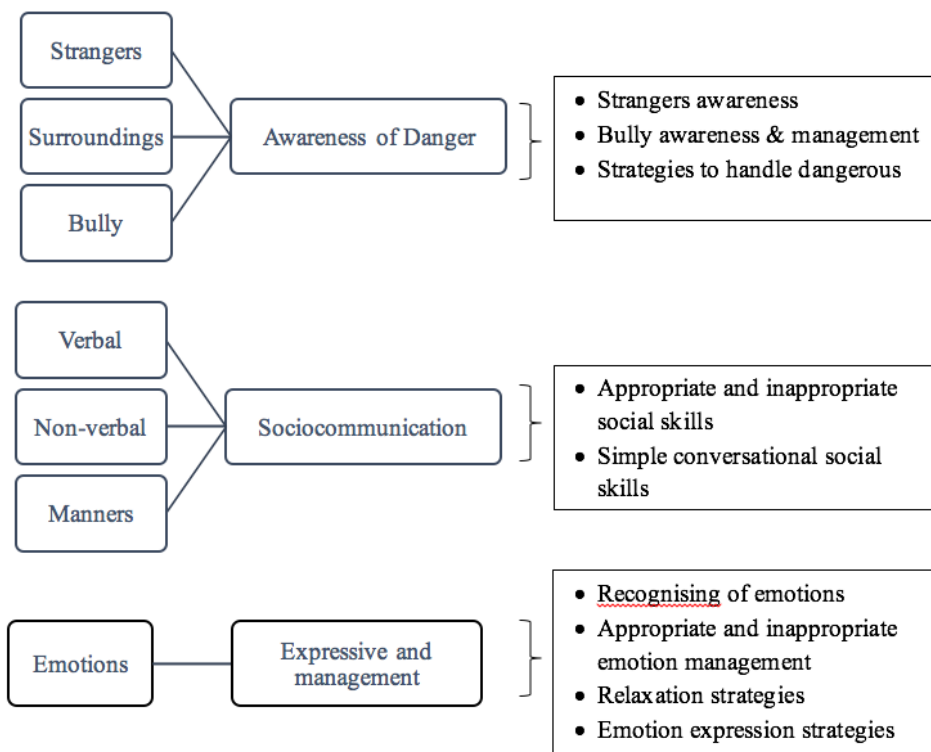 Strangers
Surroundings
Bully
Awareness of Danger
• Strangers awareness
• Bully awareness & management
• Strategies to handle dangerous
Verbal
Non-verbal
Manners
Sociocommunication
• Appropriate and inappropriate
social skills
• Simple conversational social
skills
Emotions
Expressive and
management
• Recognising of emotions
• Appropriate and inappropriate
emotion management
• Relaxation strategies
• Emotion expression strategies